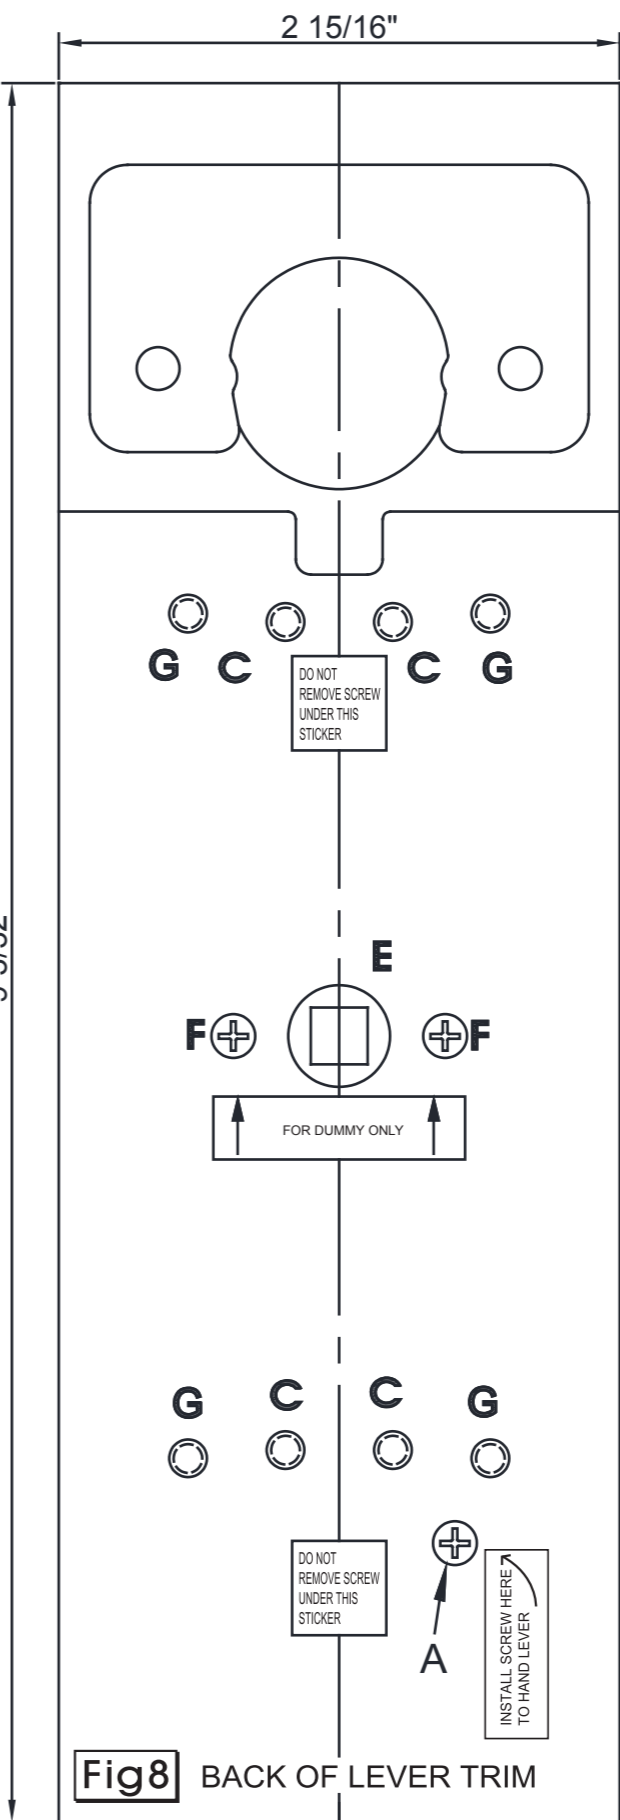 2 15/16"
G C C G
DO NOT
REMOVE SCREW
UNDER THIS
STICKER
E
F F
FOR DUMMY ONLY
G C C G
DO NOT
REMOVE SCREW
UNDER THIS
STICKER
A
INSTALL SCREW HERE
TO HAND LEVER
Fig8 BACK OF LEVER TRIM